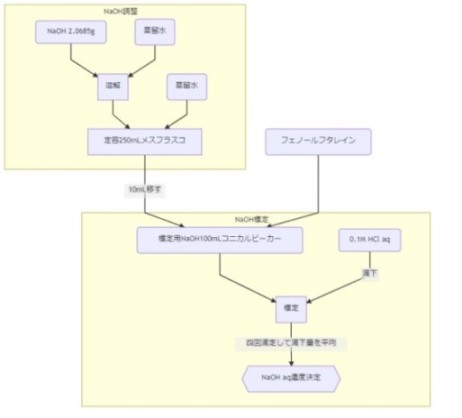 NaOH調整
NaOH 2.0685g
蒸留水
溶解
蒸留水
定容250mLメスフラスコ
フェノールフタレイン
10mL移す
NaOH標定
標定用NaOH100mLコニカルビーカー
0.1M HCl aq
滴下
標定
四回滴定して滴下量を平均
NaOH aq濃度決定